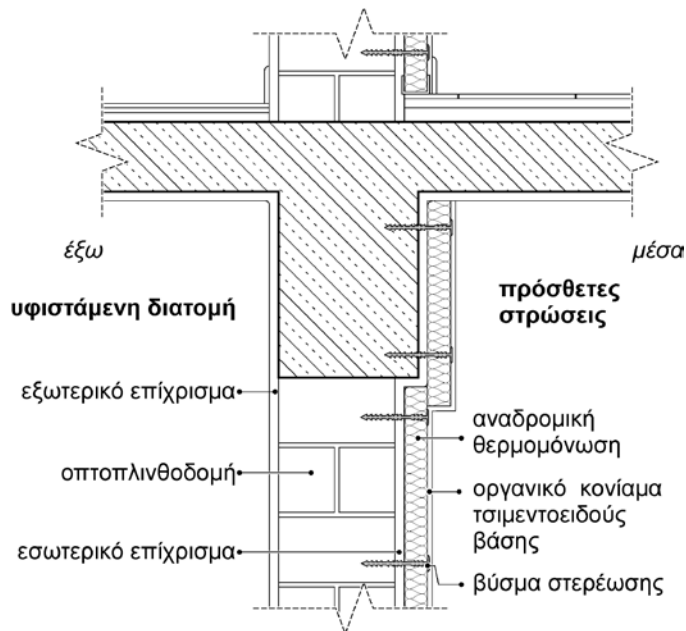 έξω
μέσα
υφιστάμενη διατομή
πρόσθετες
στρώσεις
εξωτερικό επίχρισμα
οπτοπλινθοδομή
εσωτερικό επίχρισμα
αναδρομική
θερμομόνωση
οργανικό κονίαμα
τσιμεντοειδούς
βάσης
βύσμα στερέωσης